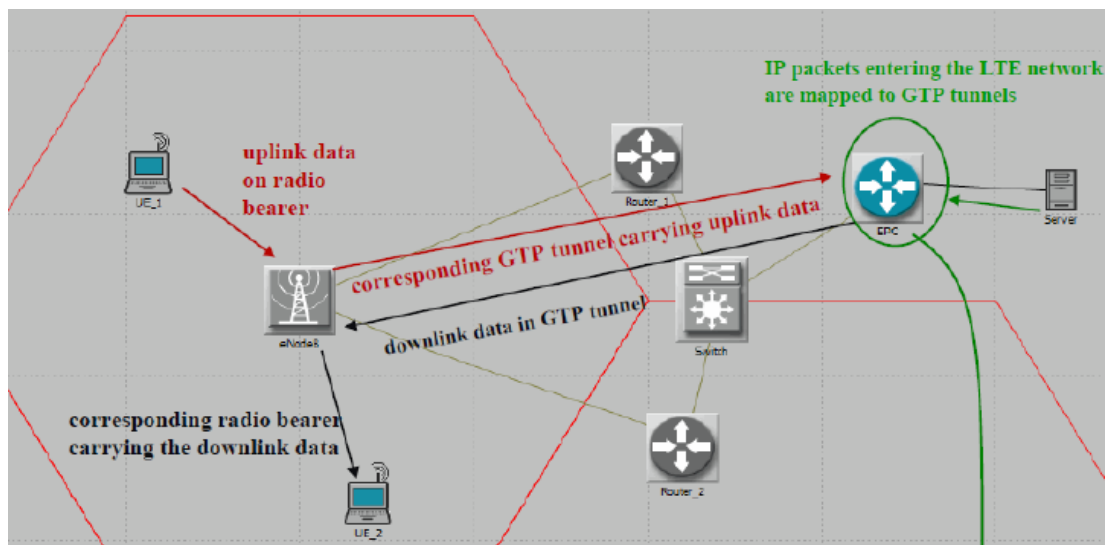 IP packets entering the LTE network
are mapped to GTP tunnels
uplink data
on radio
bearer
UE_1
Router_1
EPC
Server
corresponding GTP tunnel carrying uplink data
eNodeB
downlink data in GTP tunnel
Switch
corresponding radio bearer
carrying the downlink data
Router_2
UE_2